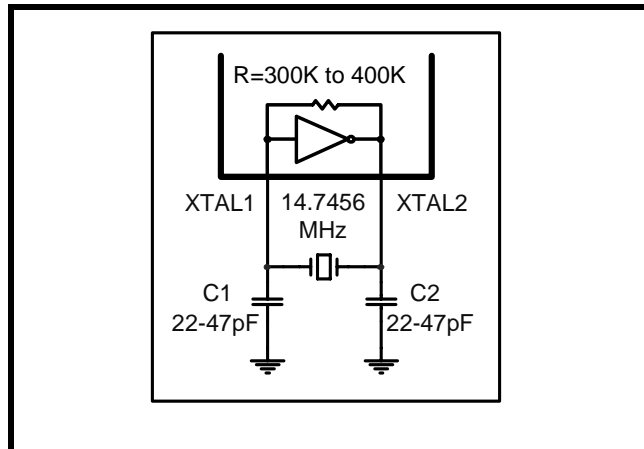 R=300K to 400K
XTAL1
14.7456
MHz
XTAL2
C1
22-47pF
C2
22-47pF